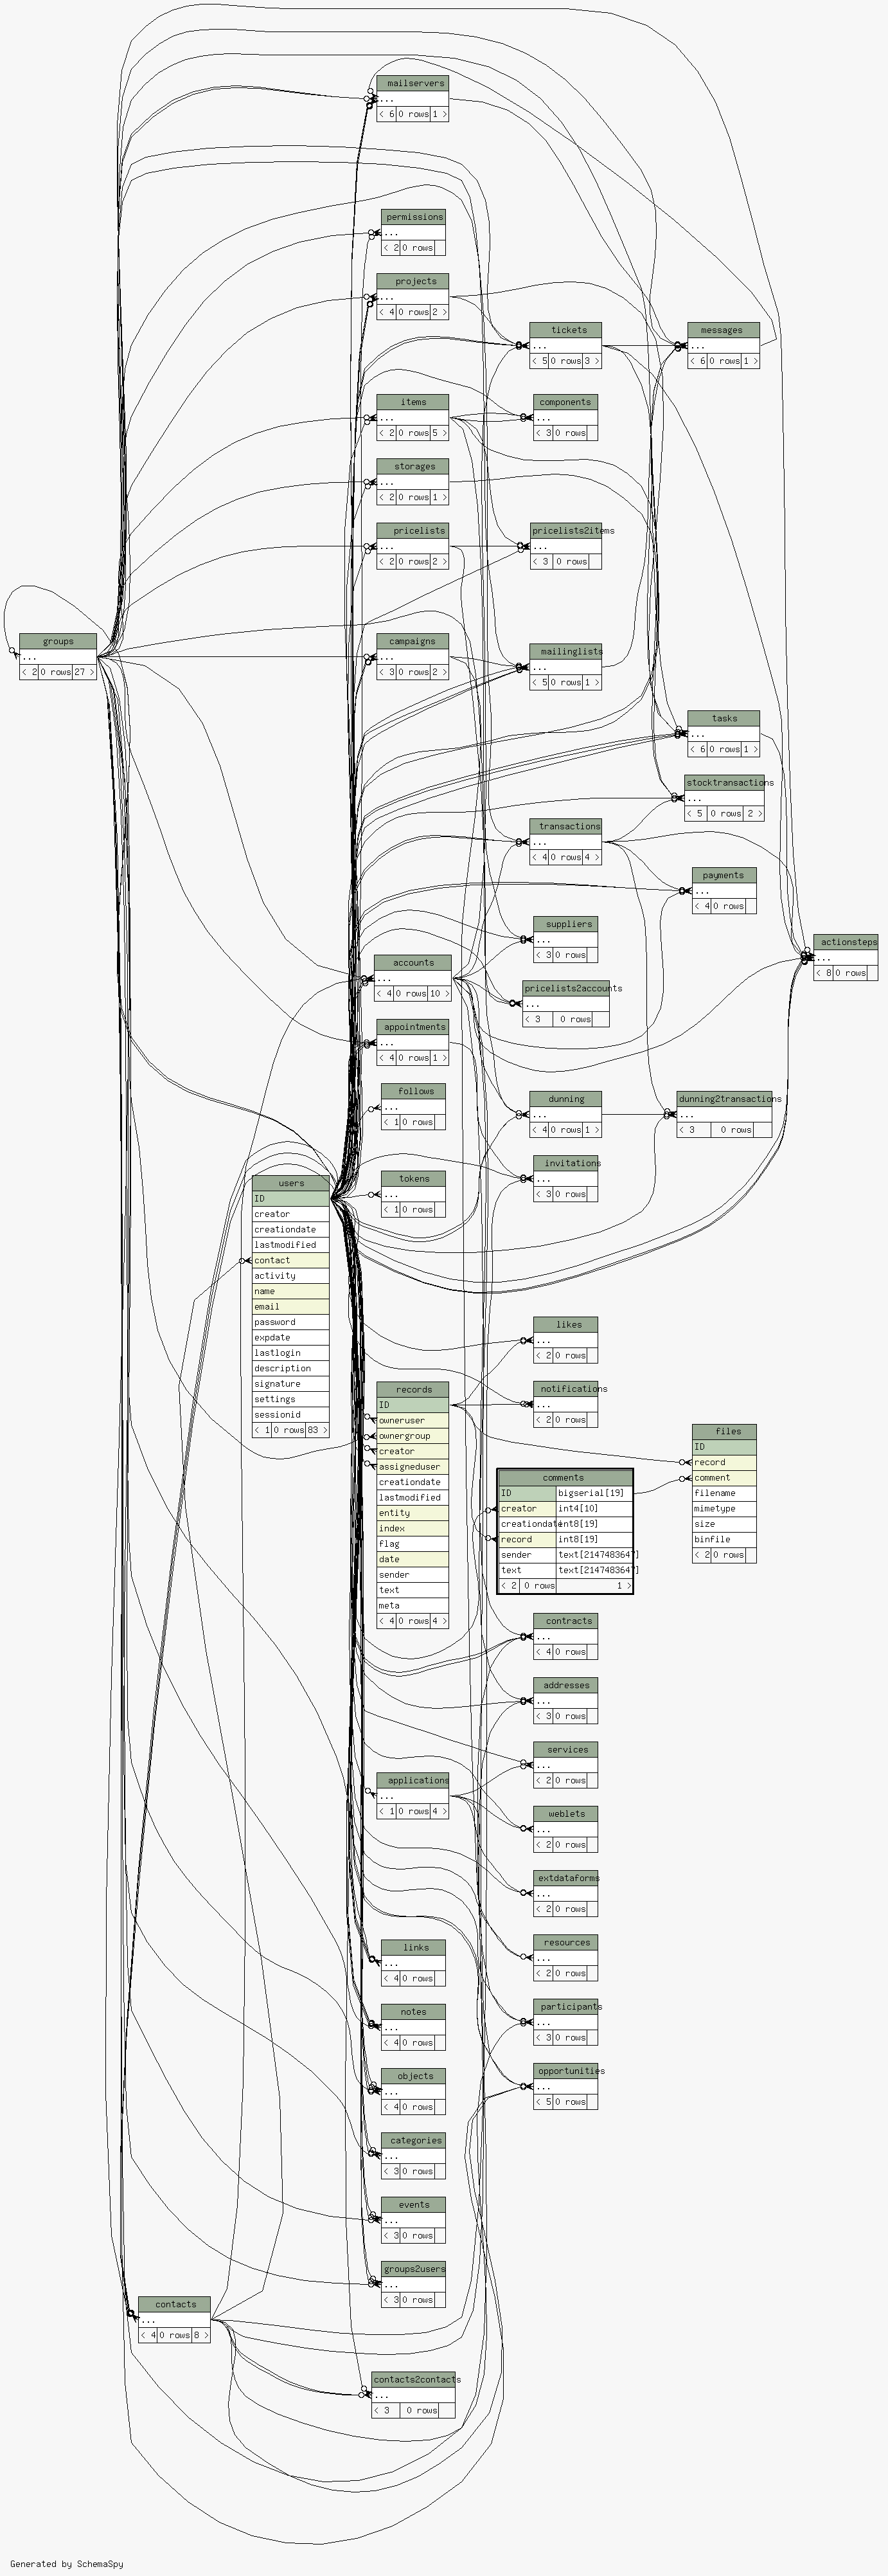 mailservers
...
< 6 0 rows 1 >
permissions
...
< 2 0 rows
projects
...
< 4 0 rows 2 >
tickets
...
< 5 0 rows 3 >
messages
...
< 6 0 rows 1 >
items
...
< 2 0 rows 5 >
components
...
< 3 0 rows
storages
...
< 2 0 rows 1 >
pricelists
...
< 2 0 rows 2 >
pricelists2items
...
< 3 0 rows
groups
...
< 2 0 rows 27 >
campaigns
...
< 3 0 rows 2 >
mailinglists
...
< 5 0 rows 1 >
tasks
...
< 6 0 rows 1 >
stocktransactions
...
< 5 0 rows 2 >
transactions
...
< 4 0 rows 4 >
payments
...
< 4 0 rows
suppliers
...
< 3 0 rows
actionsteps
...
< 8 0 rows
accounts
...
< 4 0 rows 10 >
pricelists2accounts
...
< 3 0 rows
appointments
...
< 4 0 rows 1 >
follows
...
< 1 0 rows
dunning
...
< 4 0 rows 1 >
dunning2transactions
...
< 3 0 rows
invitations
...
< 3 0 rows
tokens
...
< 1 0 rows
users
ID
creator
creationdate
lastmodified
contact
activity
name
email
password
expdate
lastlogin
description
signature
settings
sessionid
< 1 0 rows 83 >
likes
...
< 2 0 rows
notifications
...
< 2 0 rows
records
ID
owneruser
ownergroup
creator
assigneduser
creationdate
lastmodified
entity
index
flag
date
sender
text
meta
< 4 0 rows 4 >
files
ID
record
comment
filename
mimetype
size
binfile
< 2 0 rows
comments
ID bigserial[19]
creator int4[10]
creationdate int8[19]
record int8[19]
sender text[2147483647]
text text[2147483647]
< 2 0 rows 1 >
contracts
...
< 4 0 rows
addresses
...
< 3 0 rows
services
...
< 2 0 rows
applications
...
< 1 0 rows 4 >
weblets
...
< 2 0 rows
extdataforms
...
< 2 0 rows
resources
...
< 2 0 rows
links
...
< 4 0 rows
participants
...
< 3 0 rows
notes
...
< 4 0 rows
opportunities
...
< 5 0 rows
objects
...
< 4 0 rows
categories
...
< 3 0 rows
events
...
< 3 0 rows
groups2users
...
< 3 0 rows
contacts
...
< 4 0 rows 8 >
contacts2contacts
...
< 3 0 rows
Generated by SchemaSpy